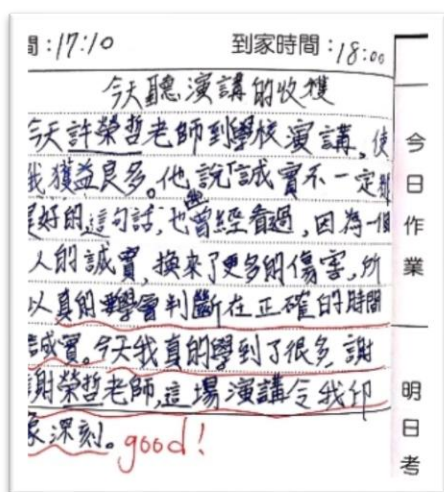 間:17:10 到家時間:18:00
今天聽演講的收穫
今天許榮哲老師到學校演講,使
我獲益良多。他說「誠實不一定都
是好的,這句話,也曾經看過,因為一個
人的誠實,換來了更多的傷害,所
以真的要學會判斷在正確的時間
誠實。今天我真的學到了很多謝
謝榮哲老師,這場演講令我印
象深刻。good!
今日作業
明日考